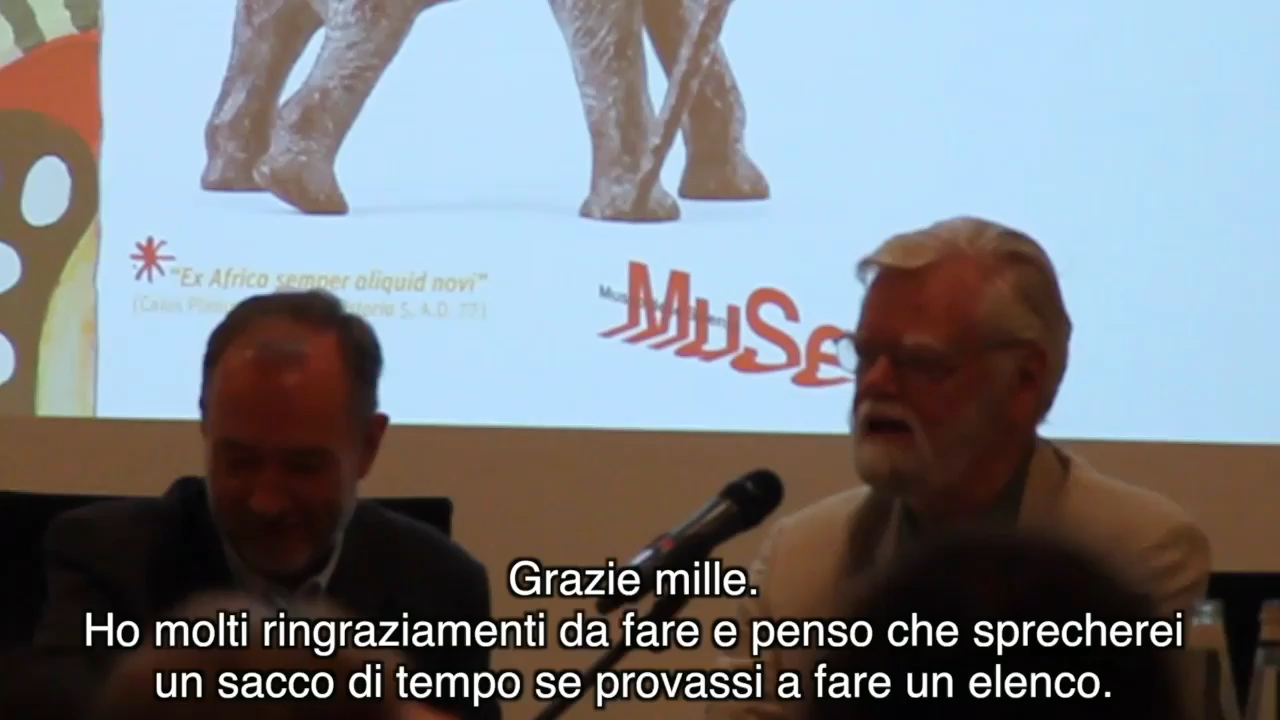 "Ex Africa semper aliquid novi"
S. A.D. 77)
MUSe
Grazie mille.
Ho molti ringraziamenti da fare e penso che sprecherei
un sacco di tempo se provassi a fare un elenco.